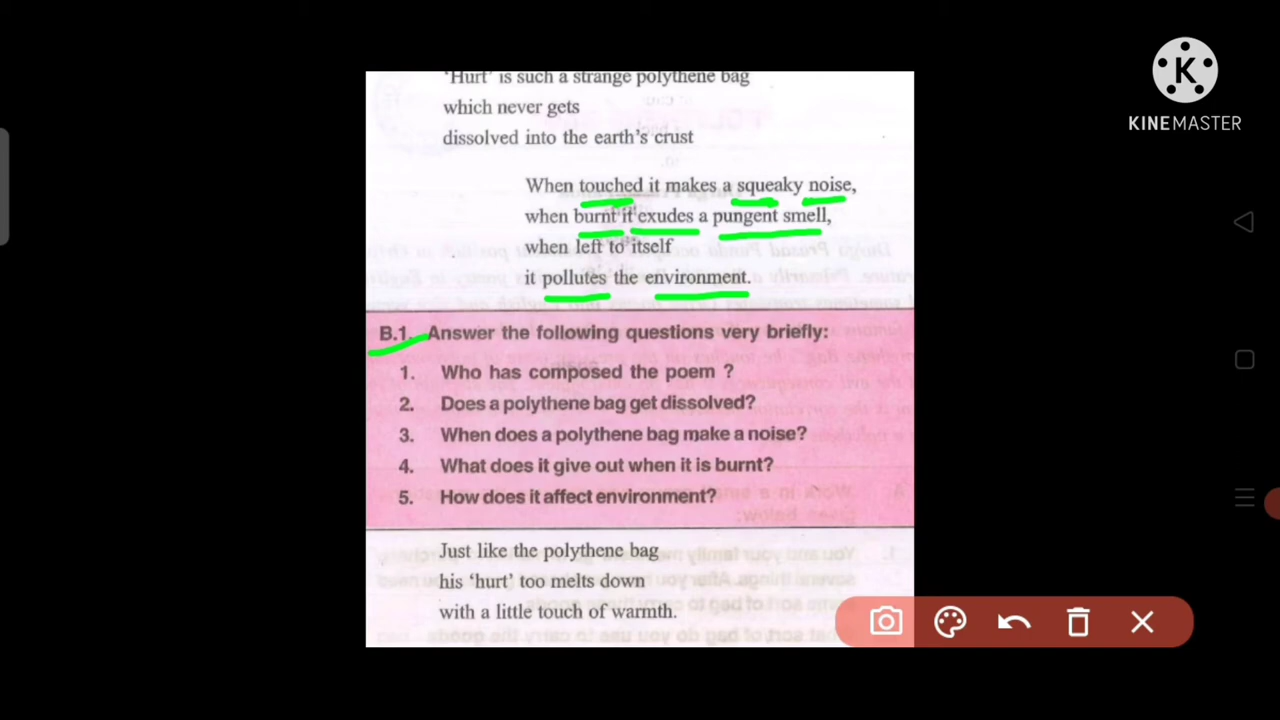 KINEMASTER
'Hurt' is such a strange polythene bag
which never gets
dissolved into the earth's crust
When touched it makes a squeaky noise,
when burnt it exudes a pungent smell,
when left to itself
it pollutes the environment.
B.1. Answer the following questions very briefly:
1. Who has composed the poem ?
2. Does a polythene bag get dissolved?
3. When does a polythene bag make a noise?
4. What does it give out when it is burnt?
5. How does it affect environment?
Just like the polythene bag
his 'hurt' too melts down
with a little touch of warmth.